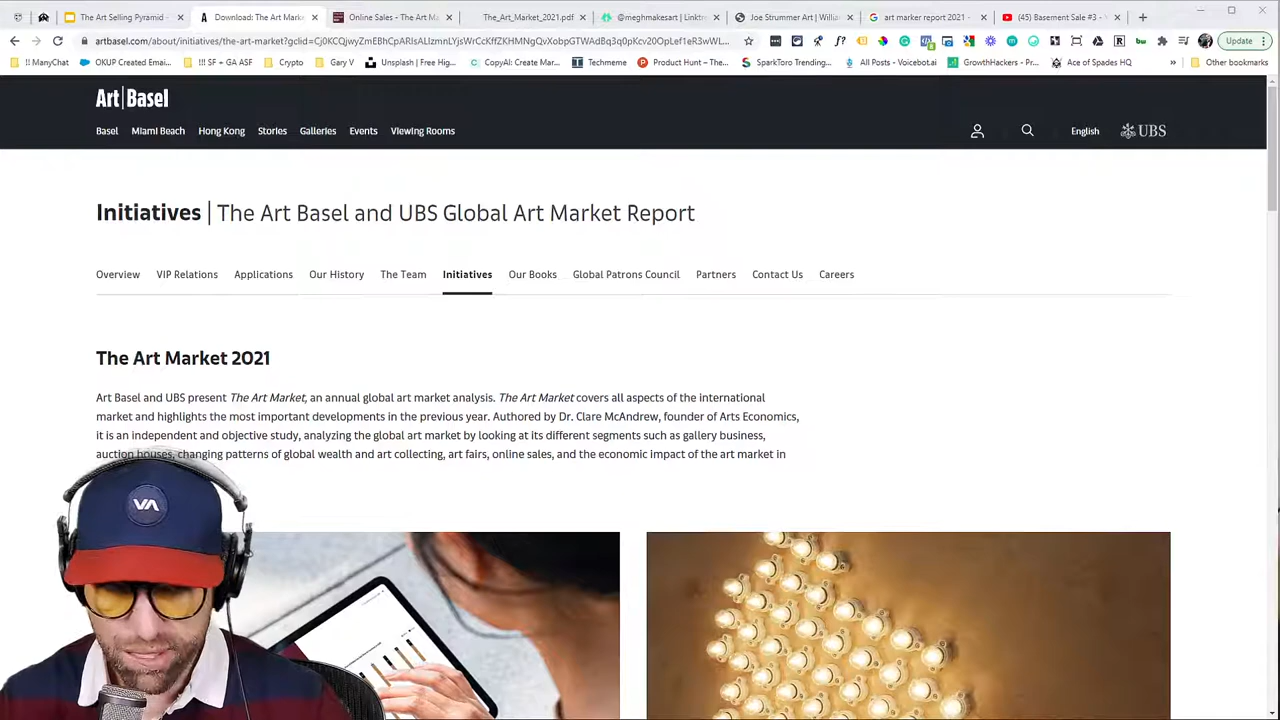 The Art Selling Pyramid -
Download: The Art Marke
Online Sales - The Art Ma
The_Art_Market_2021.pdf
@meghmakesart | Linktr
Joe Strummer Art | Willia
art marker report 2021 -
(45) Basement Sale #3 -
artbasel.com/about/initiatives/the-art-market?gclid=
Update
!! ManyChat
OKUP Created Emai...
!!! SF + GA ASF
Crypto
Gary V
Unsplash | Free Hig...
CopyAI: Create Mar...
Techmeme
Product Hunt – The...
SparkToro Trending...
All Posts - Voicebot.ai
GrowthHackers - Pr...
Ace of Spades HQ
»
Other bookmarks
Art|Basel
Basel Miami Beach Hong Kong Stories Galleries Events Viewing Rooms
English
UBS
Initiatives | The Art Basel and UBS Global Art Market Report
Overview VIP Relations Applications Our History The Team Initiatives Our Books Global Patrons Council Partners Contact Us Careers
The Art Market 2021
Art Basel and UBS present The Art Market, an annual global art market analysis. The Art Market covers all aspects of the international
market and highlights the most important developments in the previous year. Authored by Dr. Clare McAndrew, founder of Arts Economics,
it is an independent and objective study, analyzing the global art market by looking at its different segments such as gallery business,
auction houses, changing patterns of global wealth and art collecting, art fairs, online sales, and the economic impact of the art market in
VA